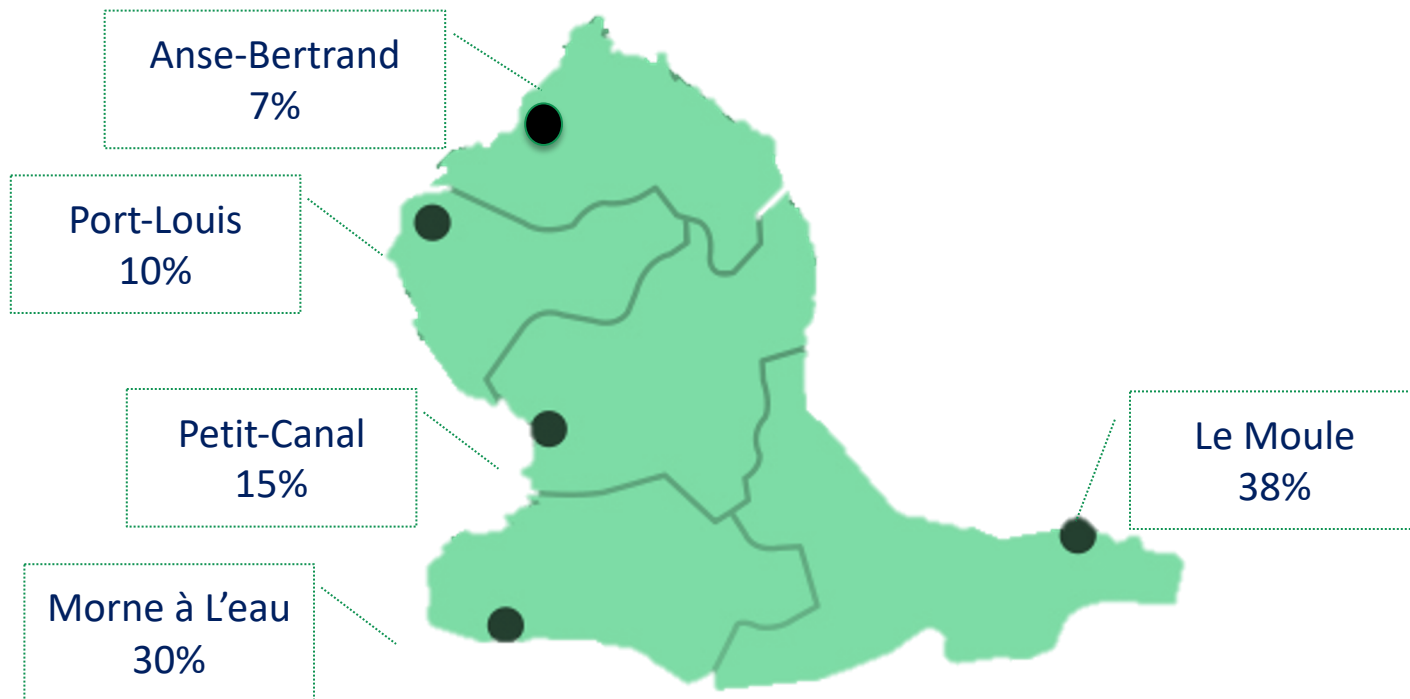 Anse-Bertrand
7%
Port-Louis
10%
Petit-Canal
15%
Le Moule
38%
Morne à L’eau
30%